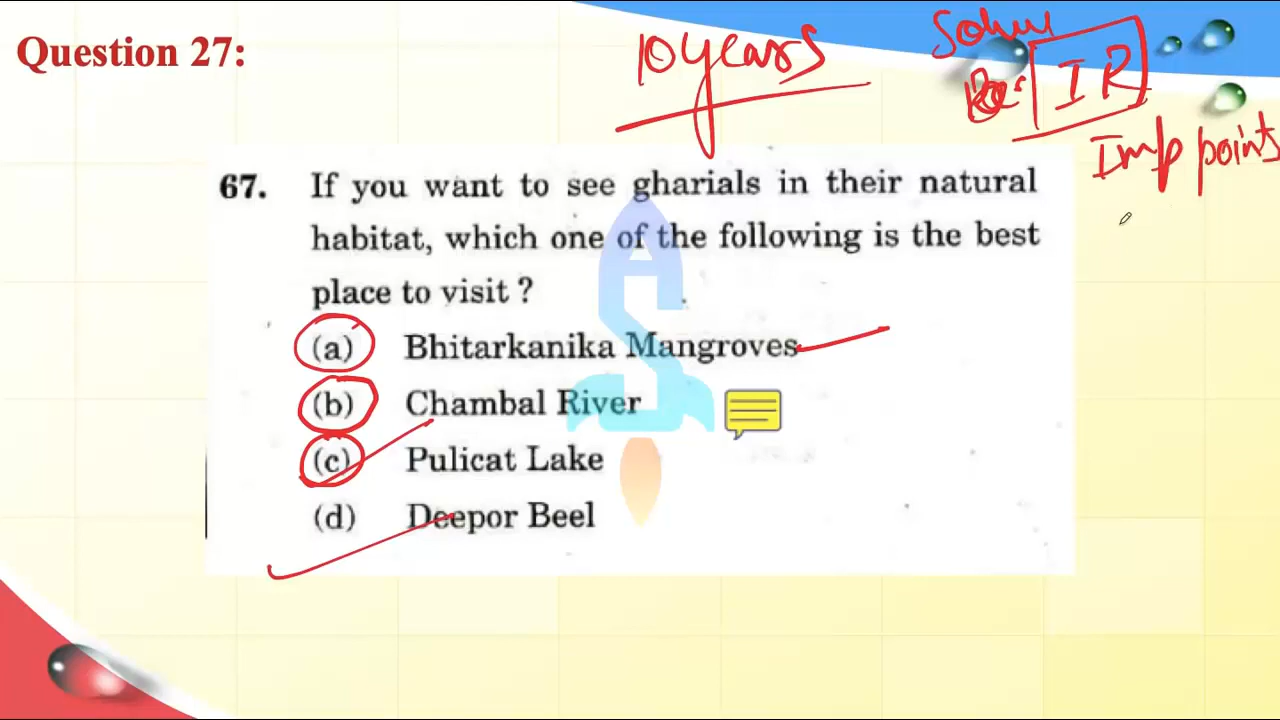 Question 27:
10 years
IR
Imp points
67. If you want to see gharials in their natural
habitat, which one of the following is the best
place to visit ?
(a) Bhitarkanika Mangroves
(b) Chambal River
(c) Pulicat Lake
(d) Deepor Beel